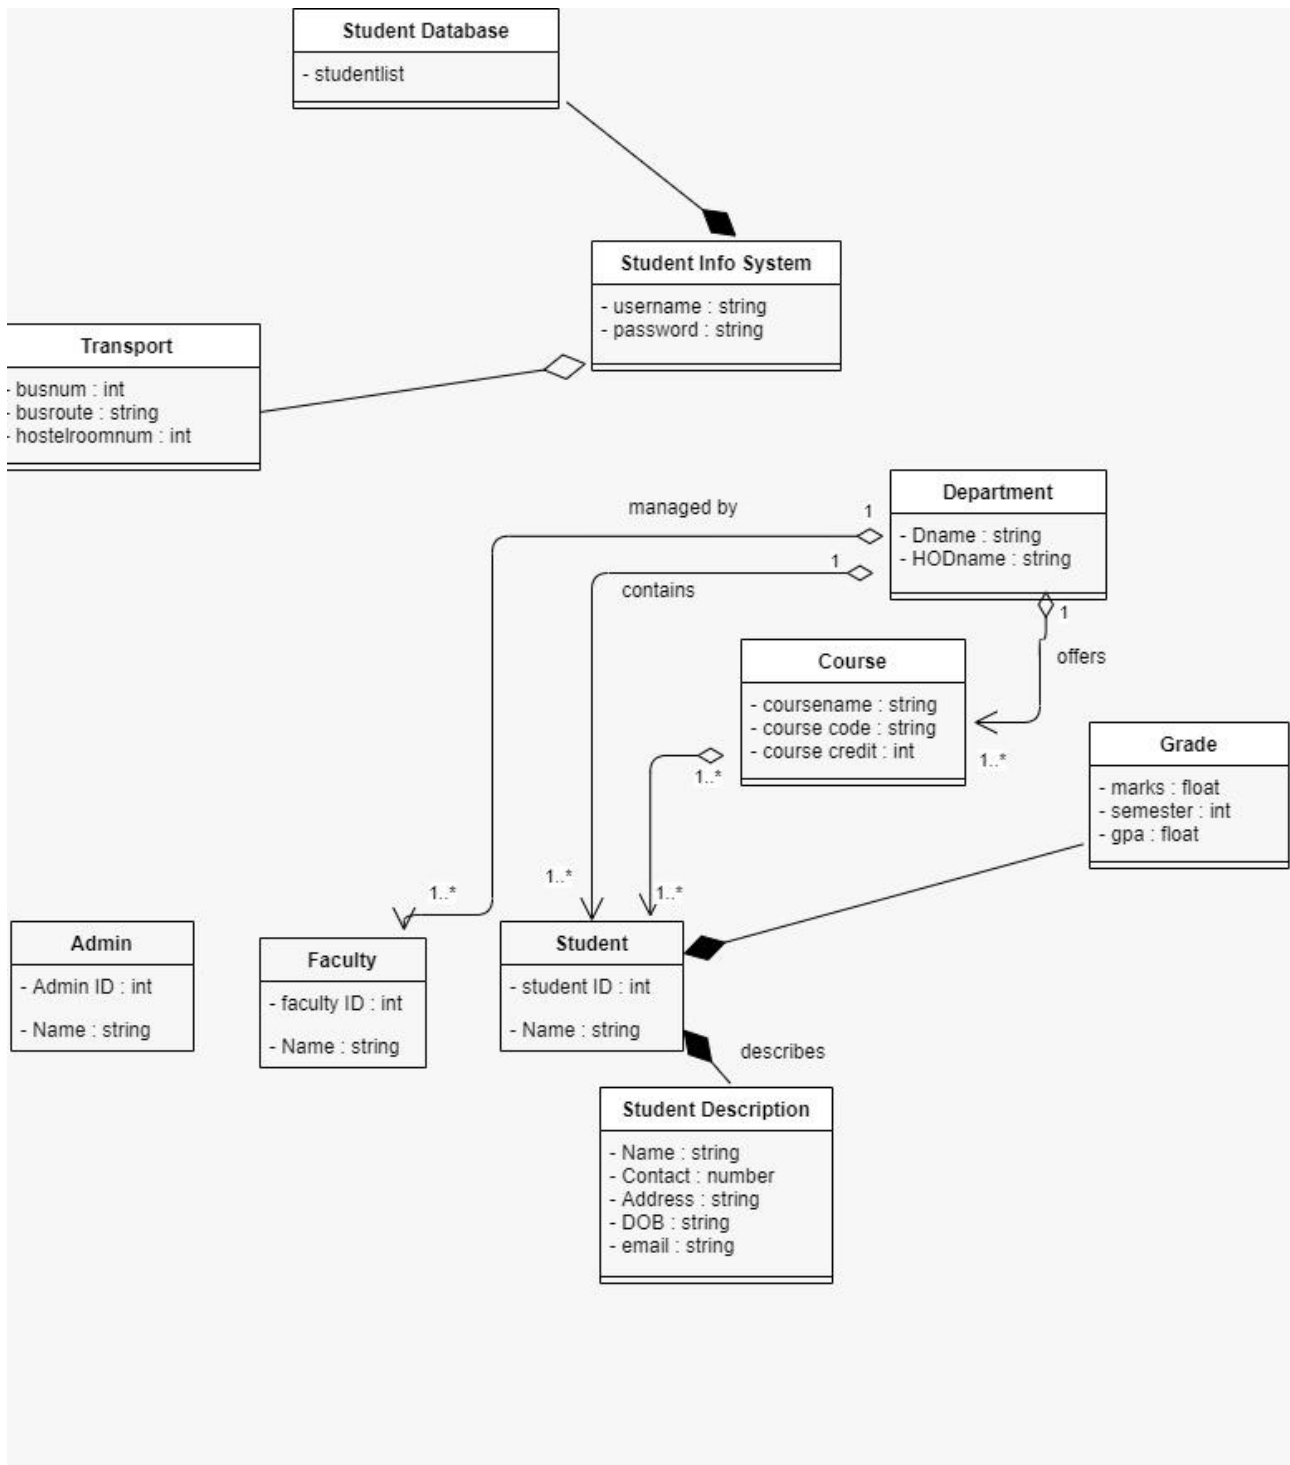 Student Database
- studentlist
Student Info System
- username : string
- password : string
Transport
- busnum : int
- busroute : string
- hostelroomnum : int
Department
- Dname : string
- HODname : string
managed by
1
1
contains
1
offers
Course
- coursename : string
- course code : string
- course credit : int
1..*
1..*
Grade
- marks : float
- semester : int
- gpa : float
1..*
1..*
1..*
Admin
- Admin ID : int
- Name : string
Faculty
- faculty ID : int
- Name : string
Student
- student ID : int
- Name : string
describes
Student Description
- Name : string
- Contact : number
- Address : string
- DOB : string
- email : string